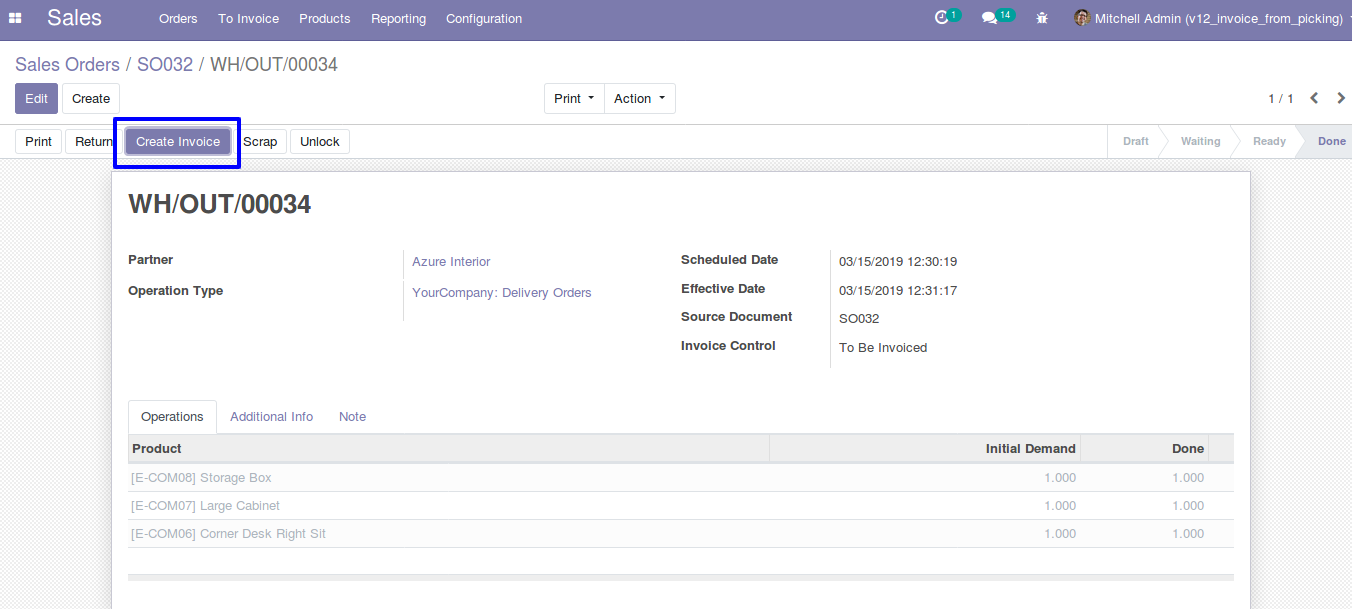 Sales Orders To Invoice Products Reporting Configuration 1 14 Mitchell Admin (v12_invoice_from_picking)
Sales Orders / SO032 / WH/OUT/00034
Edit Create Print Action 1 / 1
Print Return Create Invoice Scrap Unlock Draft Waiting Ready Done
WH/OUT/00034
Partner Azure Interior Scheduled Date 03/15/2019 12:30:19
Operation Type YourCompany: Delivery Orders Effective Date 03/15/2019 12:31:17
Source Document SO032
Invoice Control To Be Invoiced
Operations Additional Info Note
Product Initial Demand Done
[E-COM08] Storage Box 1.000 1.000
[E-COM07] Large Cabinet 1.000 1.000
[E-COM06] Corner Desk Right Sit 1.000 1.000